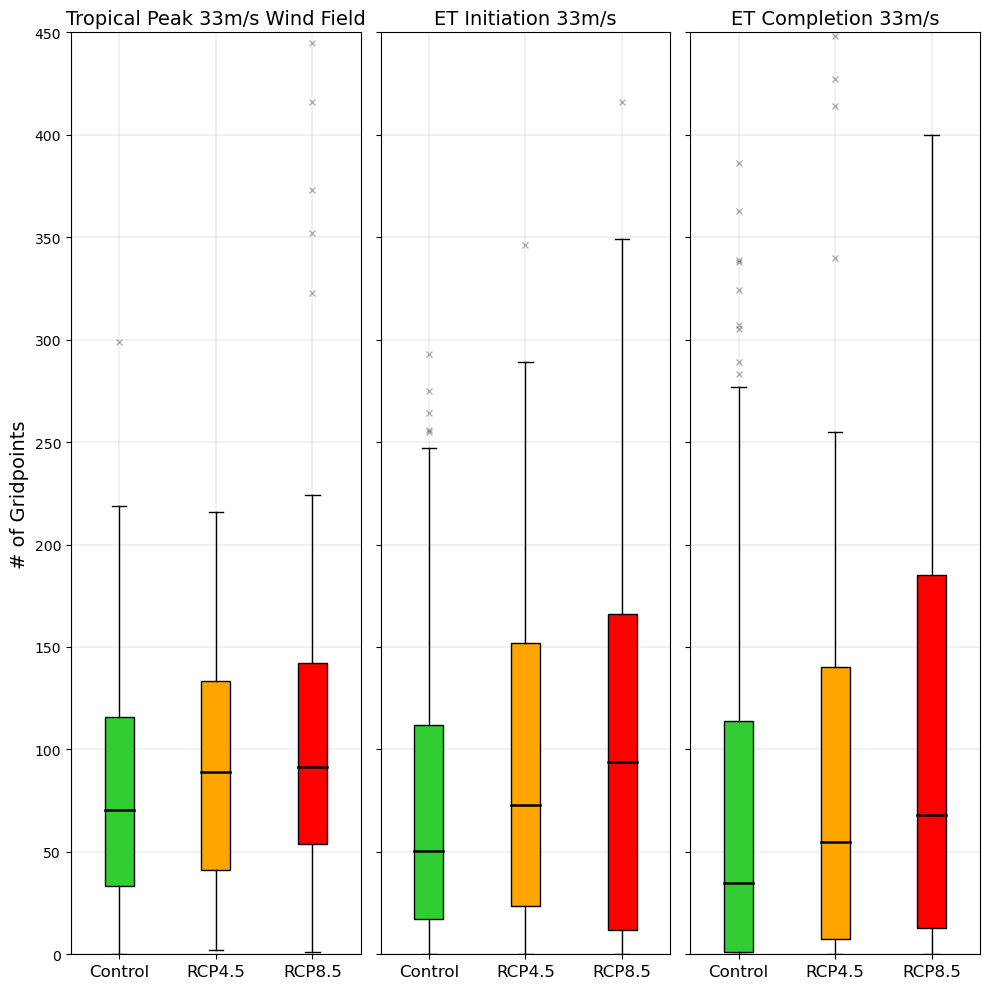 Tropical Peak 33m/s Wind Field
ET Initiation 33m/s
ET Completion 33m/s
# of Gridpoints
450
400
350
300
250
200
150
100
50
0
Control RCP4.5 RCP8.5
Control RCP4.5 RCP8.5
Control RCP4.5 RCP8.5